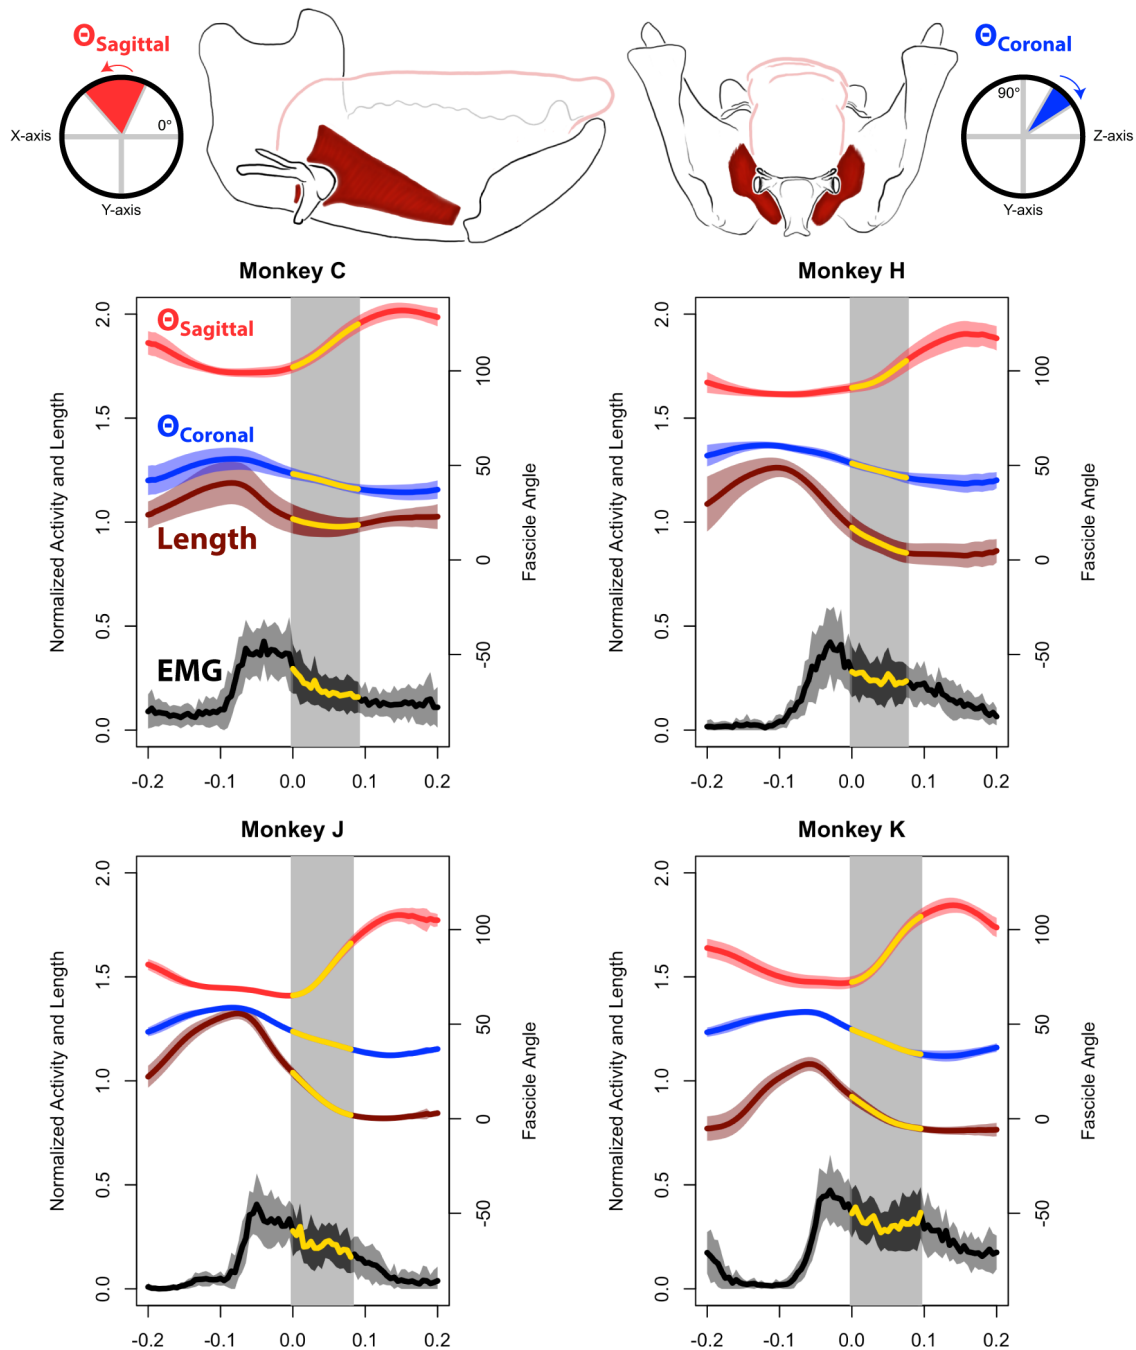 ΘSagittal
0°
X-axis
Y-axis
ΘCoronal
90°
Z-axis
Y-axis
Monkey C
Normalized Activity and Length
2.0
1.5
1.0
0.5
0.0
ΘSagittal
ΘCoronal
Length
EMG
100
50
0
-50
Fascicle Angle
-0.2 -0.1 0.0 0.1 0.2
Monkey H
Normalized Activity and Length
2.0
1.5
1.0
0.5
0.0
100
50
0
-50
Fascicle Angle
-0.2 -0.1 0.0 0.1 0.2
Monkey J
Normalized Activity and Length
2.0
1.5
1.0
0.5
0.0
100
50
0
-50
Fascicle Angle
-0.2 -0.1 0.0 0.1 0.2
Monkey K
Normalized Activity and Length
2.0
1.5
1.0
0.5
0.0
100
50
0
-50
Fascicle Angle
-0.2 -0.1 0.0 0.1 0.2